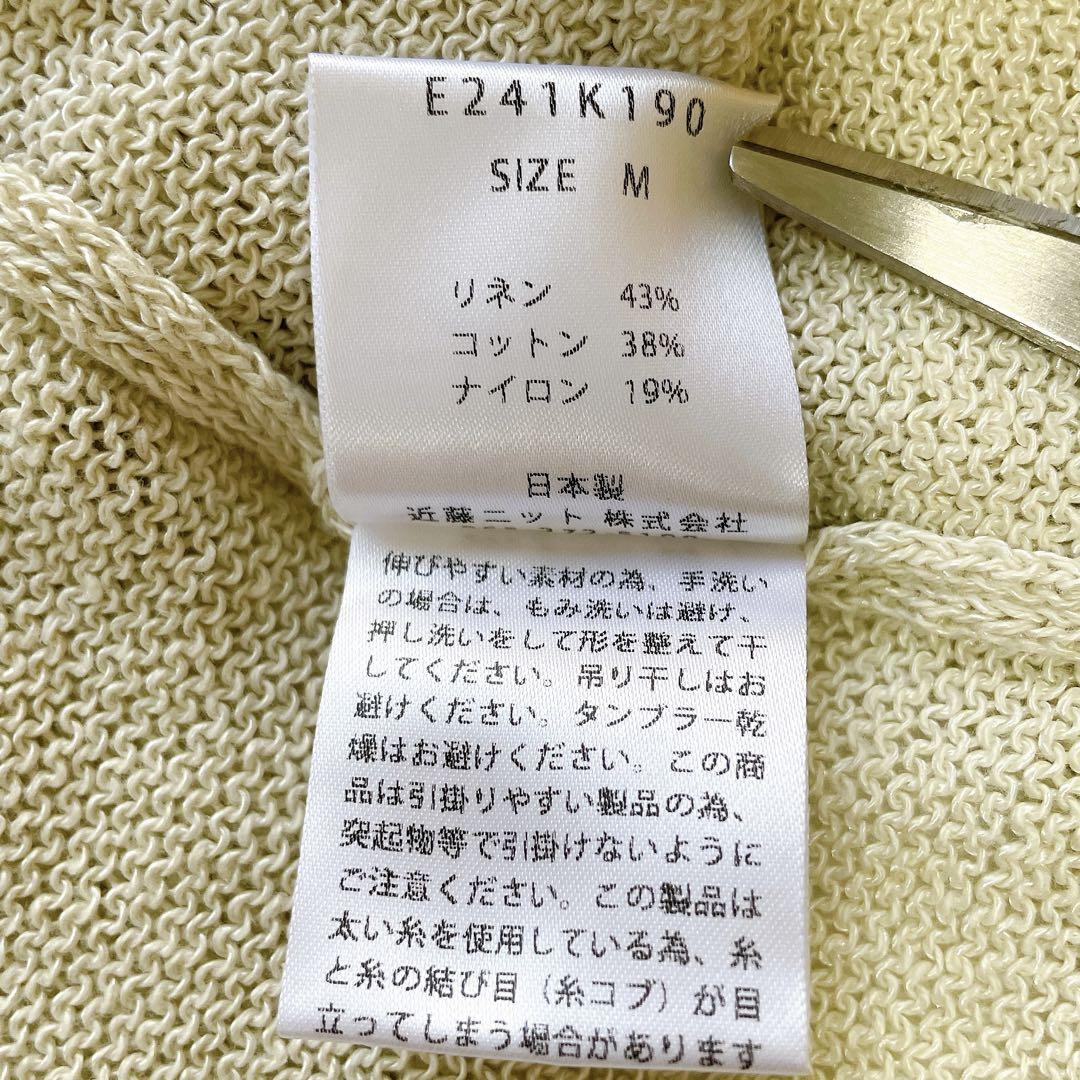 E241K190
SIZE M
リネン 43%
コットン 38%
ナイロン 19%
日本製
近藤ニット 株式会社
伸びやすい素材の為、手洗い
の場合は、もみ洗いは避け、
押し洗いをして形を整えて干
してください。吊り干しはお
避けください。タンブラー乾
燥はお避けください。この商
品は引掛りやすい製品の為、
突起物等で引掛けないように
ご注意ください。この製品は
太い糸を使用している為、糸
と糸の結び目（糸コブ）が目
立ってしまう場合があります